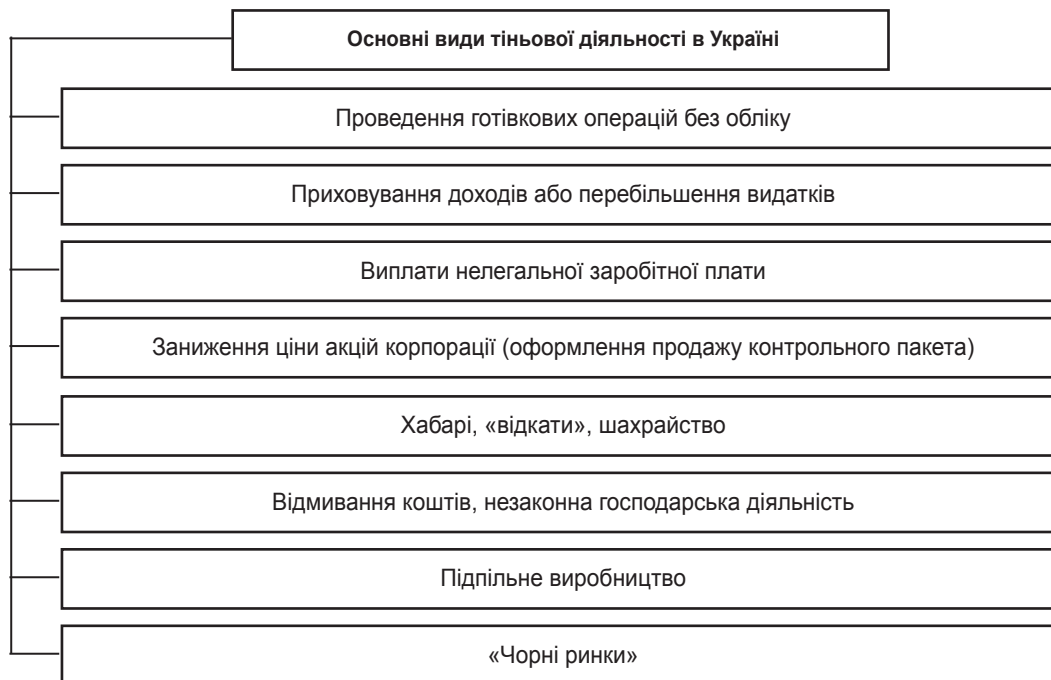 Основні види тіньової діяльності в Україні
Проведення готівкових операцій без обліку
Приховування доходів або перебільшення видатків
Виплати нелегальної заробітної плати
Заниження ціни акцій корпорації (оформлення продажу контрольного пакета)
Хабарі, «відкати», шахрайство
Відмивання коштів, незаконна господарська діяльність
Підпільне виробництво
«Чорні ринки»